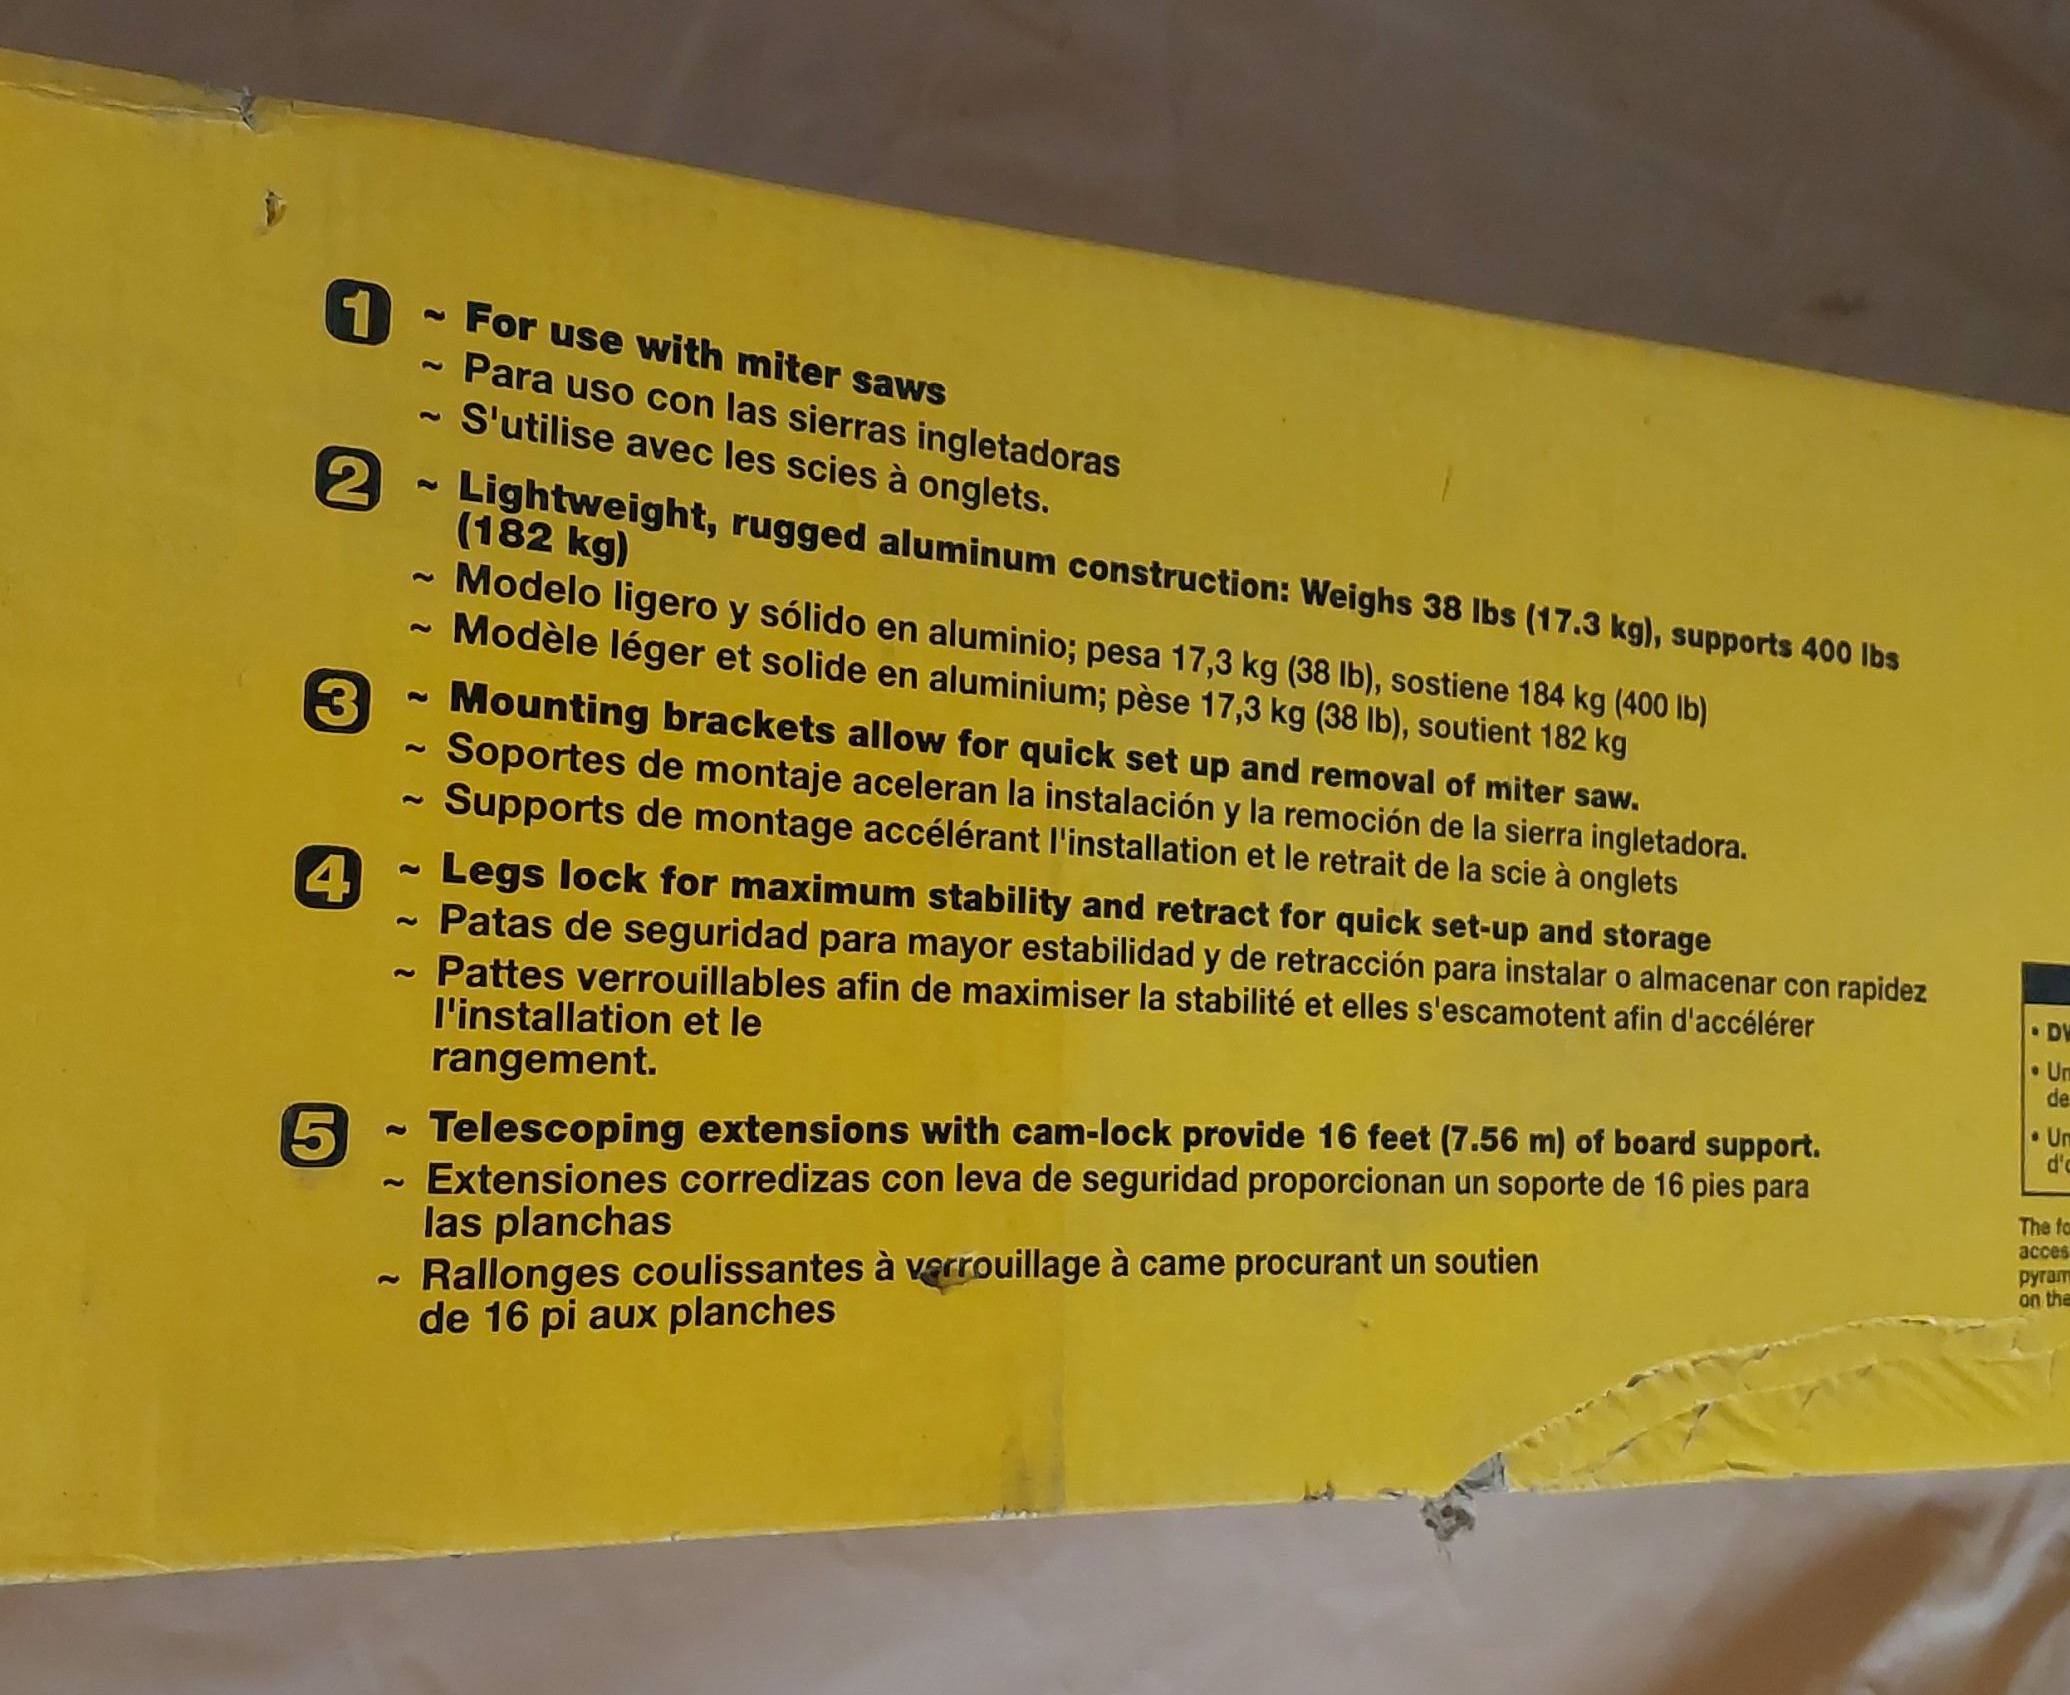 1 ~ For use with miter saws
~ Para uso con las sierras ingletadoras
~ S'utilise avec les scies à onglets.
2 ~ Lightweight, rugged aluminum construction: Weighs 38 lbs (17.3 kg), supports 400 lbs
(182 kg)
~ Modelo ligero y sólido en aluminio; pesa 17,3 kg (38 lb), sostiene 184 kg (400 lb)
~ Modèle léger et solide en aluminium; pèse 17,3 kg (38 lb), soutient 182 kg
3 ~ Mounting brackets allow for quick set up and removal of miter saw.
~ Soportes de montaje aceleran la instalación y la remoción de la sierra ingletadora.
~ Supports de montage accélérant l'installation et le retrait de la scie à onglets
4 ~ Legs lock for maximum stability and retract for quick set-up and storage
~ Patas de seguridad para mayor estabilidad y de retracción para instalar o almacenar con rapidez
~ Pattes verrouillables afin de maximiser la stabilité et elles s'escamotent afin d'accélérer
l'installation et le
rangement.
5 ~ Telescoping extensions with cam-lock provide 16 feet (7.56 m) of board support.
~ Extensiones corredizas con leva de seguridad proporcionan un soporte de 16 pies para
las planchas
~ Rallonges coulissantes à verrouillage à came procurant un soutien
de 16 pi aux planches
• Un
de
• Un
The
on the